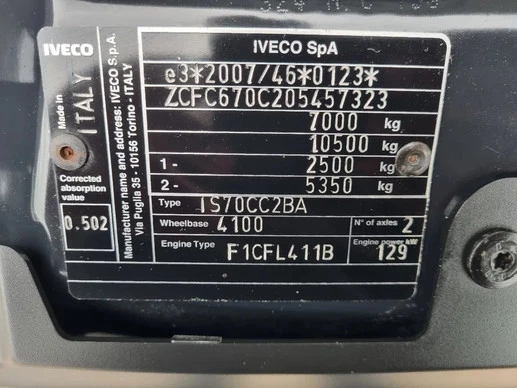 IVECO
IVECO SpA
e3*2007/46*0123*
ZCFC670C205457323
7000 kg
10500 kg
1- 2500 kg
2- 5350 kg
Type IS70CC2BA
Wheelbase 4100
N° of axles 2
Engine Type F1CFL411B
Engine power kW 129
Made in ITALY
Corrected absorption value
0.502
Manufacturer name and address: IVECO S.p.A.
Via Puglia 35 - 10156 Torino - ITALY